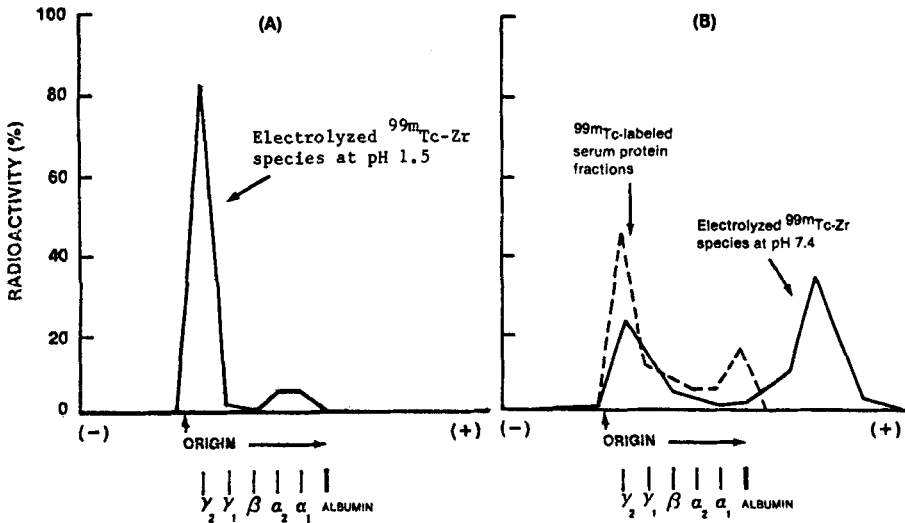 (A)
RADIOACTIVITY (%)
100
80
60
40
20
0
Electrolyzed 99mTc-Zr
species at pH 1.5
(-)
(+)
ORIGIN
γ2 γ1 β α2 α1 ALBUMIN
(B)
99mTc-labeled
serum protein
fractions
Electrolyzed 99mTc-Zr
species at pH 7.4
(-)
(+)
ORIGIN
γ2 γ1 β α2 α1 ALBUMIN